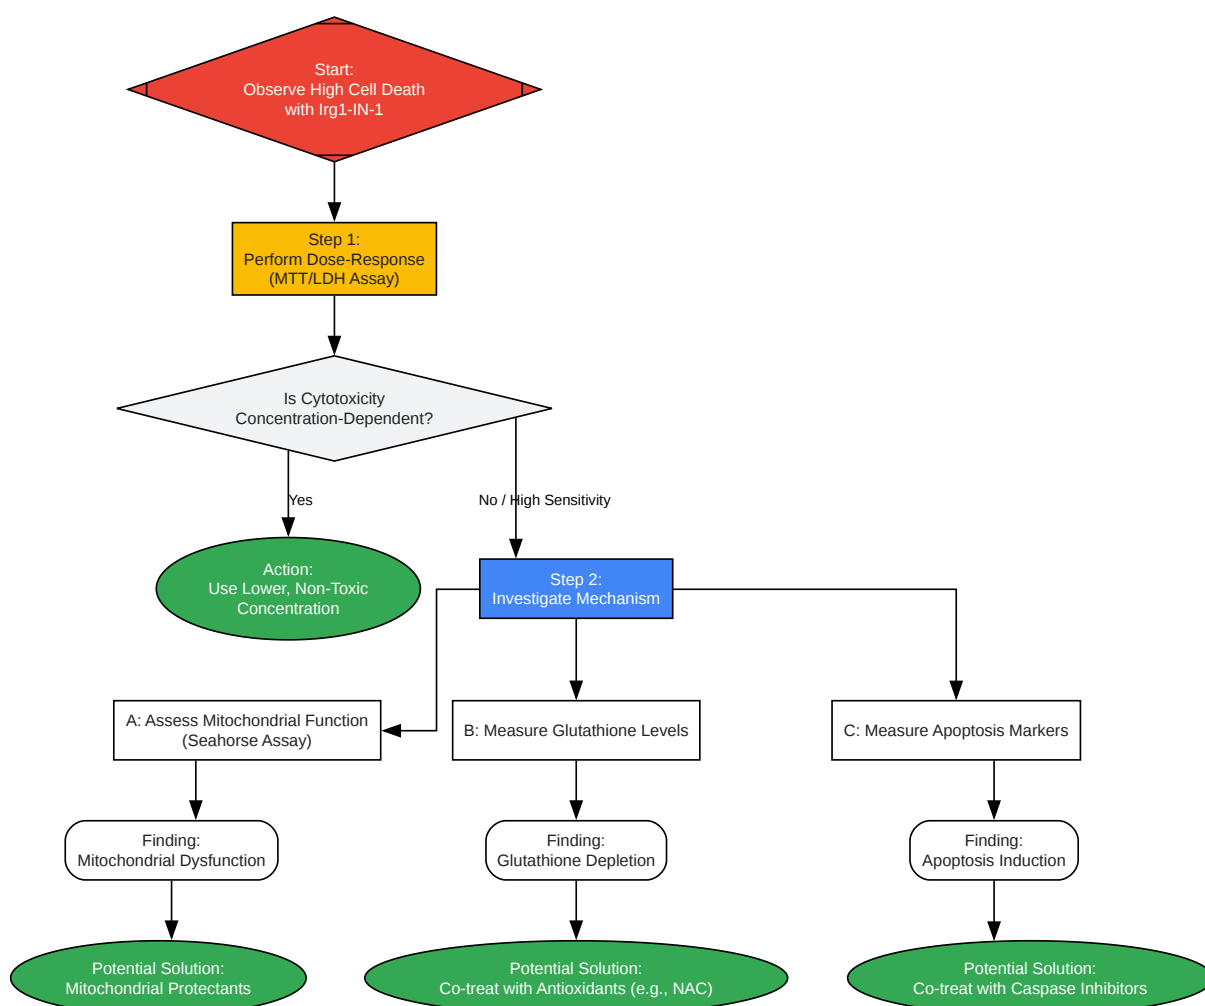 Start:
Observe High Cell Death
with Irg1-IN-1
Step 1:
Perform Dose-Response
(MTT/LDH Assay)
Is Cytotoxicity
Concentration-Dependent?
Yes
No / High Sensitivity
Action:
Use Lower, Non-Toxic
Concentration
Step 2:
Investigate Mechanism
A: Assess Mitochondrial Function
(Seahorse Assay)
B: Measure Glutathione Levels
C: Measure Apoptosis Markers
Finding:
Mitochondrial Dysfunction
Finding:
Glutathione Depletion
Finding:
Apoptosis Induction
Potential Solution:
Mitochondrial Protectants
Potential Solution:
Co-treat with Antioxidants (e.g., NAC)
Potential Solution:
Co-treat with Caspase Inhibitors